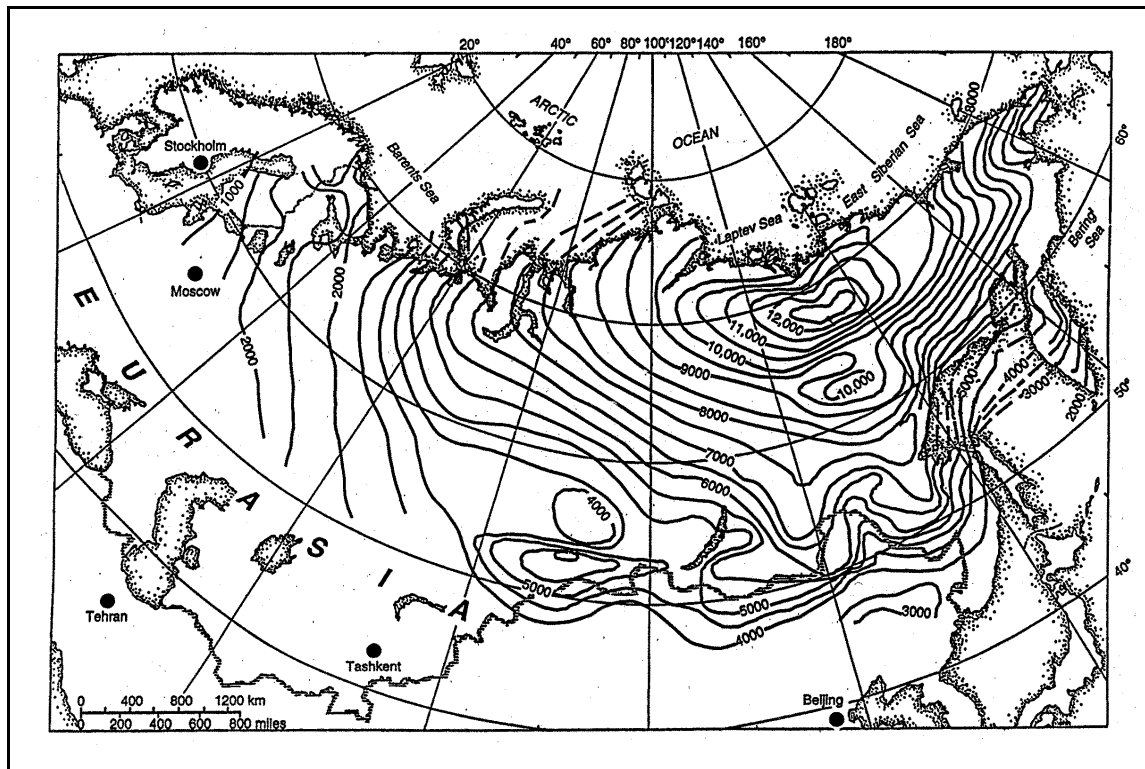 20° 40° 60° 80° 100° 120° 140° 160° 180°
ARCTIC
OCEAN
60°
Stockholm
Barents Sea
East Siberian Sea
Laptev Sea
Bering
Sea
1000
8000
Moscow
2000
2000
12,000
11,000
10,000
9000
10,000
8000
7000
6000
5000
4000
3000
2000
50°
EURASIA
4000
5000
5000
4000
3000
40°
Tehran
Tashkent
Beijing
0 400 800 1200 km
200 400 600 800 miles